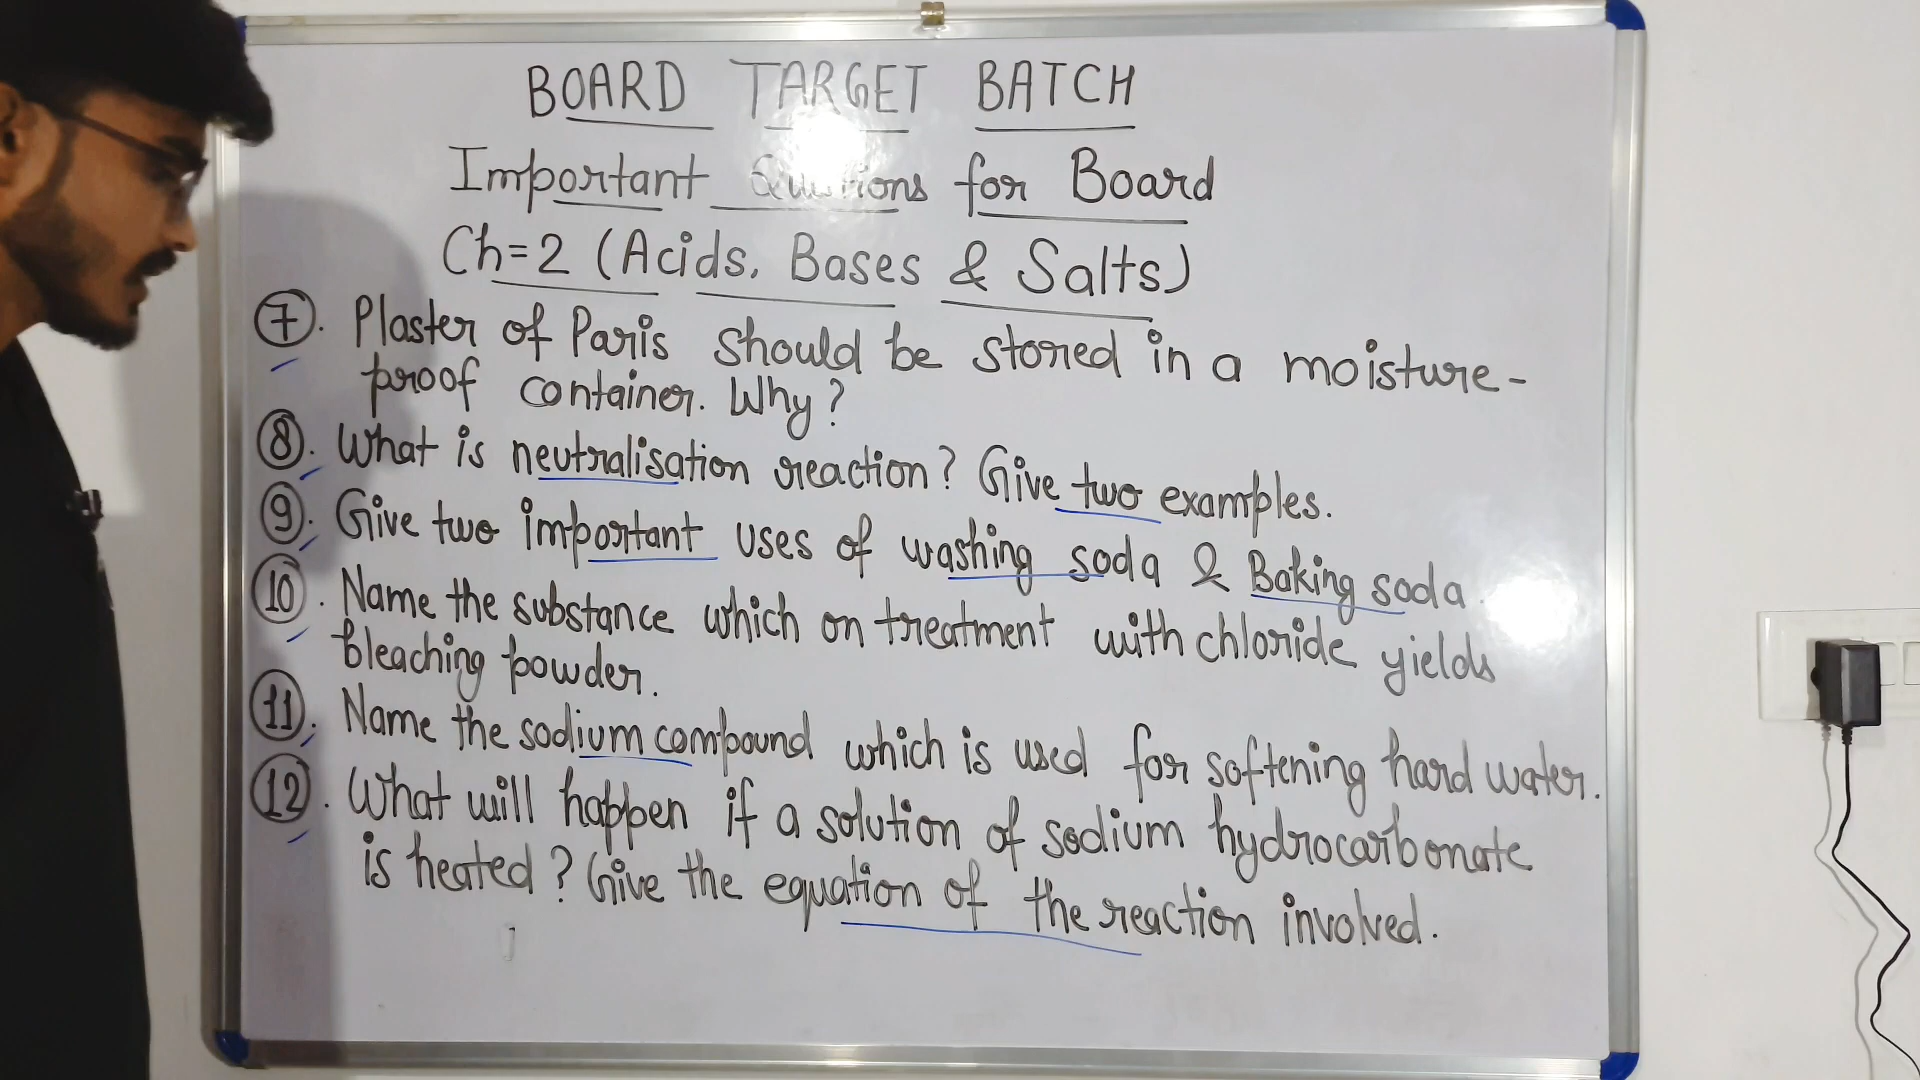 BOARD TARGET BATCH
Important Questions for Board
Ch=2 (Acids, Bases & Salts)
7. Plaster of Paris should be stored in a moisture-
proof container. Why?
8. What is neutralisation reaction? Give two examples.
9. Give two important uses of washing soda & Baking soda.
10. Name the substance which on treatment with chloride yields
bleaching powder.
11. Name the sodium compound which is used for softening hard water.
12. What will happen if a solution of sodium hydrocarbonate
is heated? Give the equation of the reaction involved.